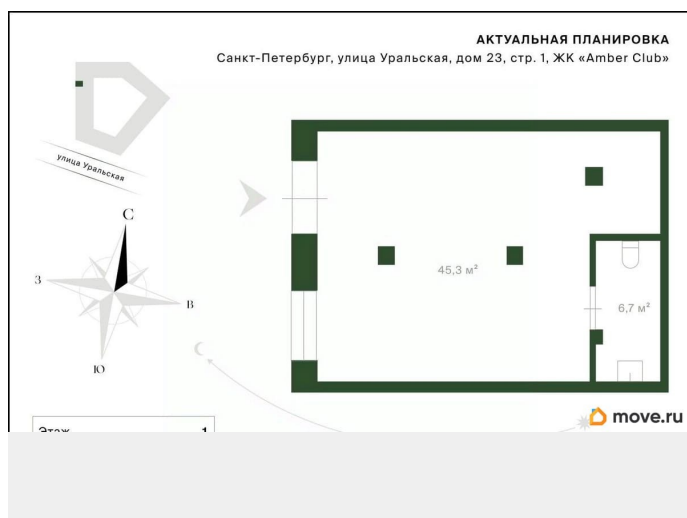 АКТУАЛЬНАЯ ПЛАНИРОВКА
Санкт-Петербург, улица Уральская, дом 23, стр. 1, ЖК «Amber Club»
улица Уральская
С
З
В
Ю
45,3 м²
6,7 м²
Этаж 1
move.ru